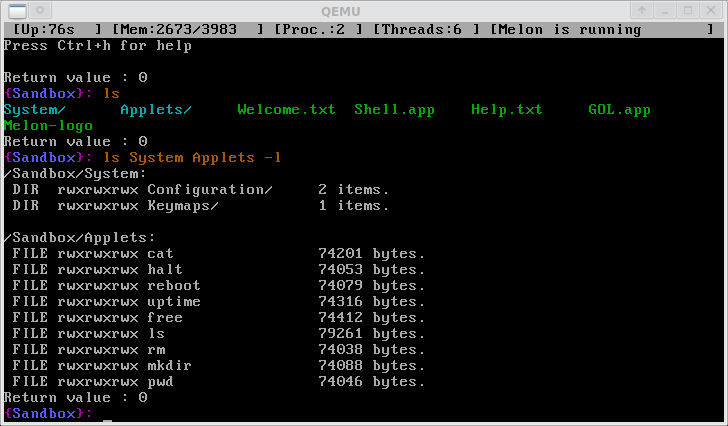 QEMU
[Up:76s  ] [Mem:2673/3983  ] [Proc.:2 ] [Threads:6 ] [Melon is running        ]
Press Ctrl+h for help
Return value : 0
{Sandbox}: ls
System/      Applets/     Welcome.txt  Shell.app    Help.txt     GOL.app
Melon-logo
Return value : 0
{Sandbox}: ls System Applets -l
/Sandbox/System:
DIR  rwxrwxrwx Configuration/     2 items.
DIR  rwxrwxrwx Keymaps/           1 items.
/Sandbox/Applets:
FILE rwxrwxrwx cat                74201 bytes.
FILE rwxrwxrwx halt               74053 bytes.
FILE rwxrwxrwx reboot             74079 bytes.
FILE rwxrwxrwx uptime             74316 bytes.
FILE rwxrwxrwx free               74412 bytes.
FILE rwxrwxrwx ls                 79261 bytes.
FILE rwxrwxrwx rm                 74038 bytes.
FILE rwxrwxrwx mkdir              74088 bytes.
FILE rwxrwxrwx pwd                74046 bytes.
Return value : 0
{Sandbox}: _